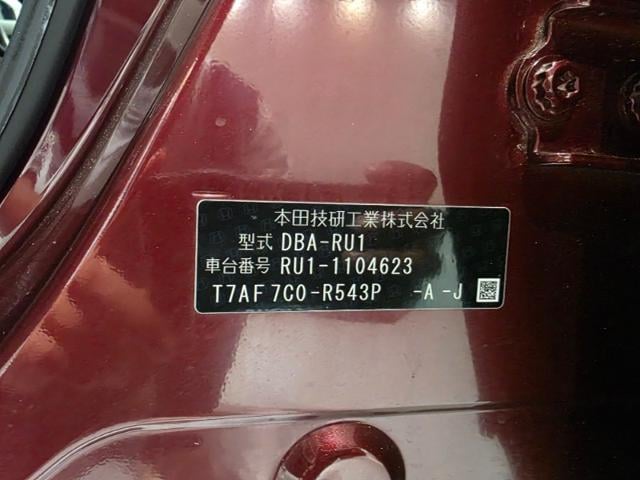 本田技研工業株式会社
型式 DBA-RU1
車台番号 RU1-1104623
T7AF 7C0-R543P -A -J